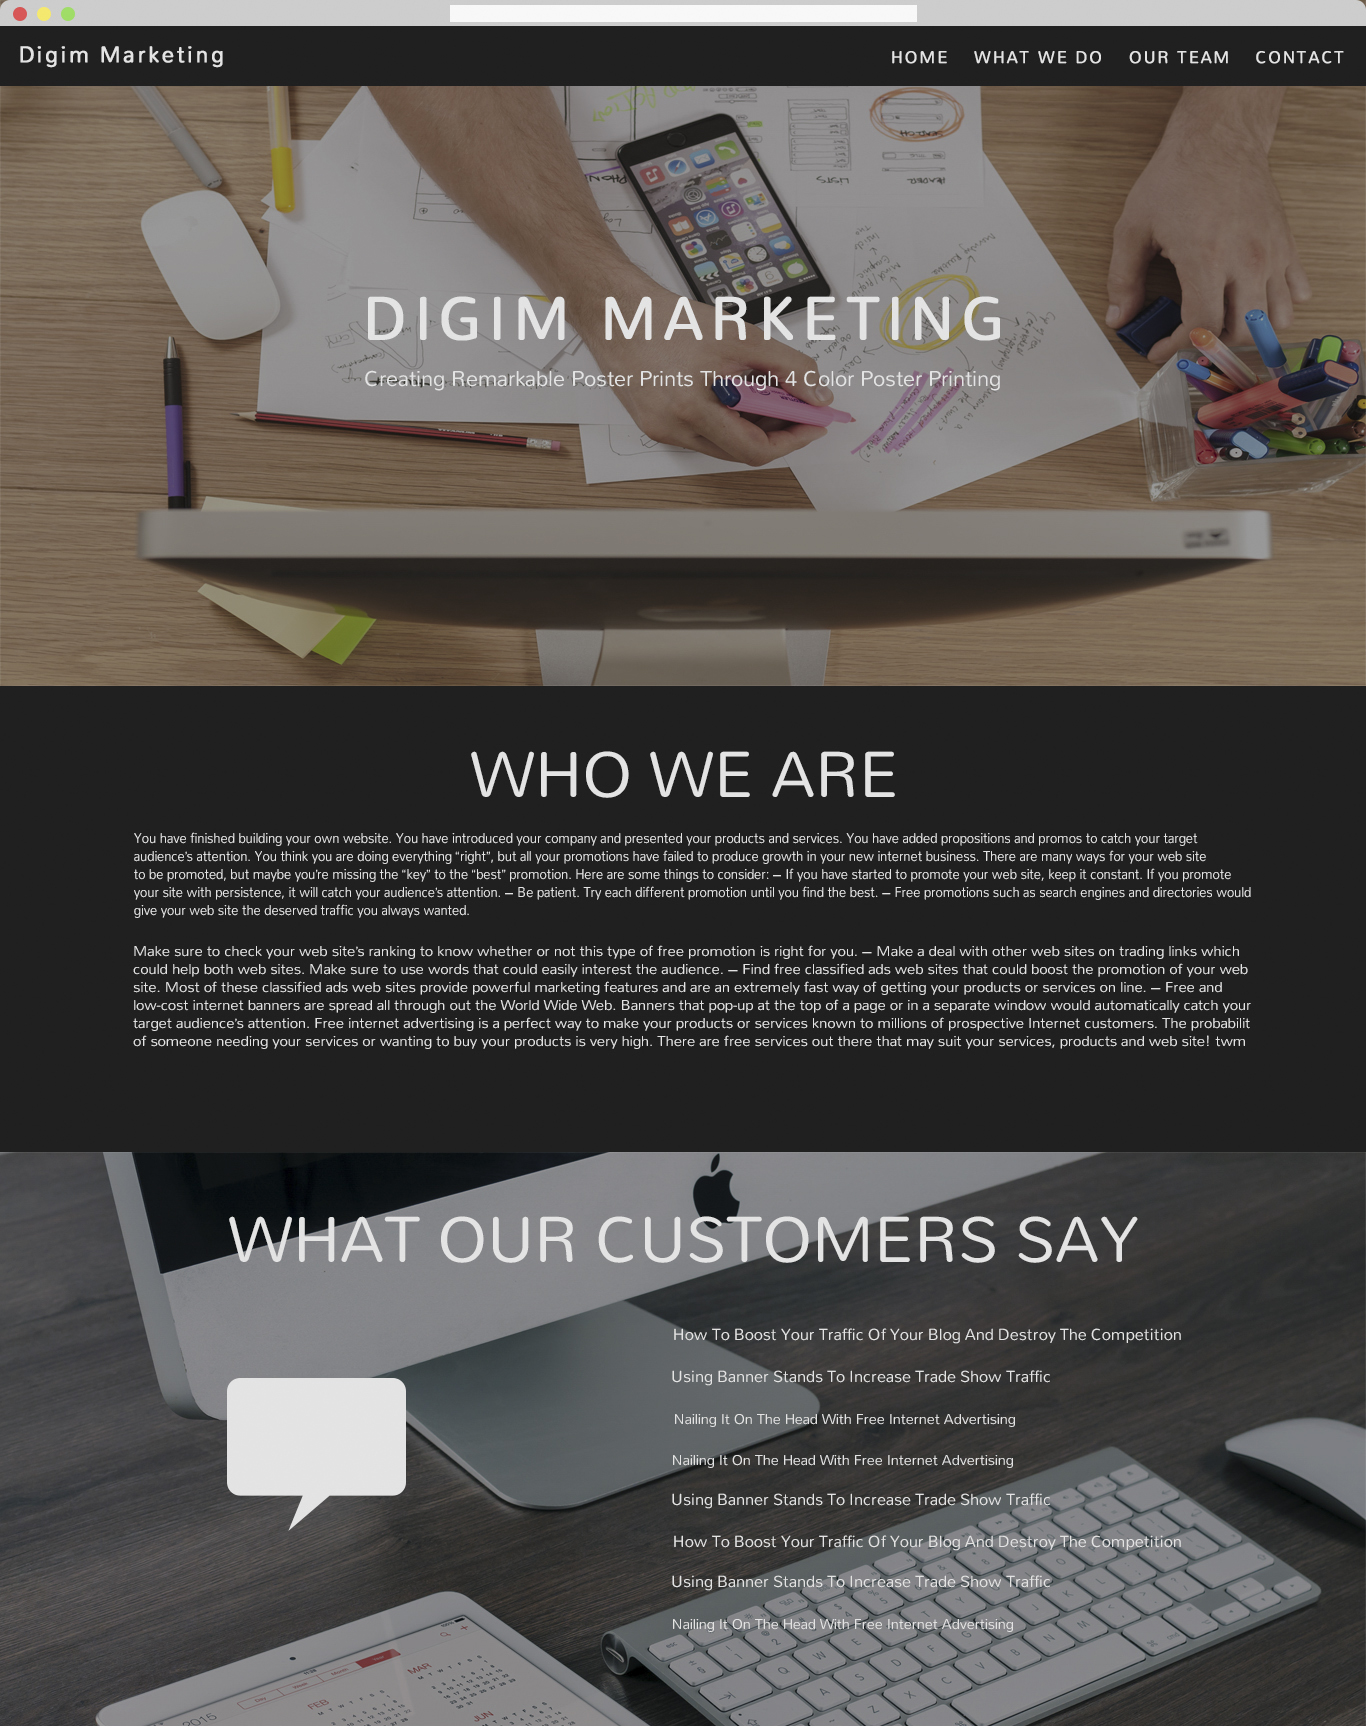 Digim Marketing
HOME WHAT WE DO OUR TEAM CONTACT
SEARCH
LISTS
HEADER
DIGIM MARKETING
Creating Remarkable Poster Prints Through 4 Color Poster Printing
WHO WE ARE
You have finished building your own website. You have introduced your company and presented your products and services. You have added propositions and promos to catch your target
audience's attention. You think you are doing everything “right”, but all your promotions have failed to produce growth in your new internet business. There are many ways for your web site
to be promoted, but maybe you're missing the “key” to the “best” promotion. Here are some things to consider: – If you have started to promote your web site, keep it constant. If you promote
your site with persistence, it will catch your audience's attention. – Be patient. Try each different promotion until you find the best. – Free promotions such as search engines and directories would
give your web site the deserved traffic you always wanted.
Make sure to check your web site's ranking to know whether or not this type of free promotion is right for you. – Make a deal with other web sites on trading links which
could help both web sites. Make sure to use words that could easily interest the audience. – Find free classified ads web sites that could boost the promotion of your web
site. Most of these classified ads web sites provide powerful marketing features and are an extremely fast way of getting your products or services on line. – Free and
low-cost internet banners are spread all through out the World Wide Web. Banners that pop-up at the top of a page or in a separate window would automatically catch your
target audience's attention. Free internet advertising is a perfect way to make your products or services known to millions of prospective Internet customers. The probabilit
of someone needing your services or wanting to buy your products is very high. There are free services out there that may suit your services, products and web site! twm
WHAT OUR CUSTOMERS SAY
How To Boost Your Traffic Of Your Blog And Destroy The Competition
Using Banner Stands To Increase Trade Show Traffic
Nailing It On The Head With Free Internet Advertising
Nailing It On The Head With Free Internet Advertising
Using Banner Stands To Increase Trade Show Traffic
How To Boost Your Traffic Of Your Blog And Destroy The Competition
Using Banner Stands To Increase Trade Show Traffic
Nailing It On The Head With Free Internet Advertising
2016
FEB
MAR
JUN